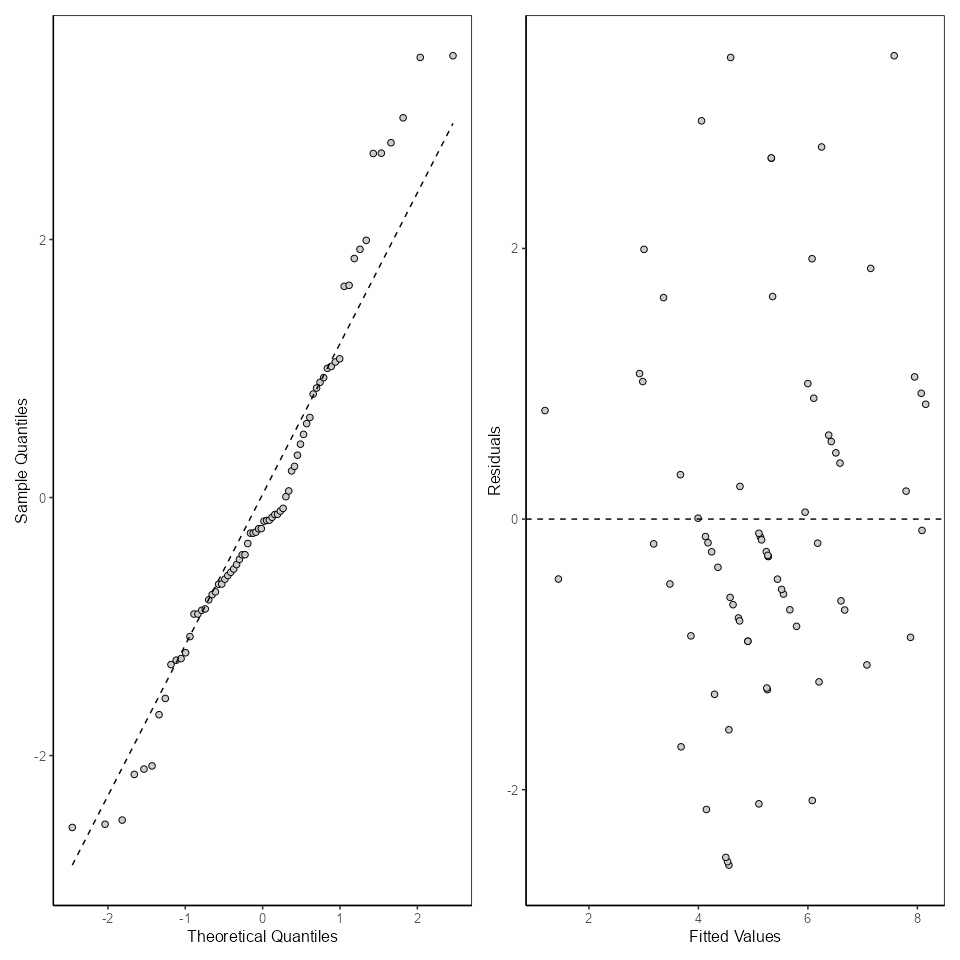 Sample Quantiles
2
0
-2
-2 -1 0 1 2
Theoretical Quantiles
Residuals
2
0
-2
2 4 6 8
Fitted Values